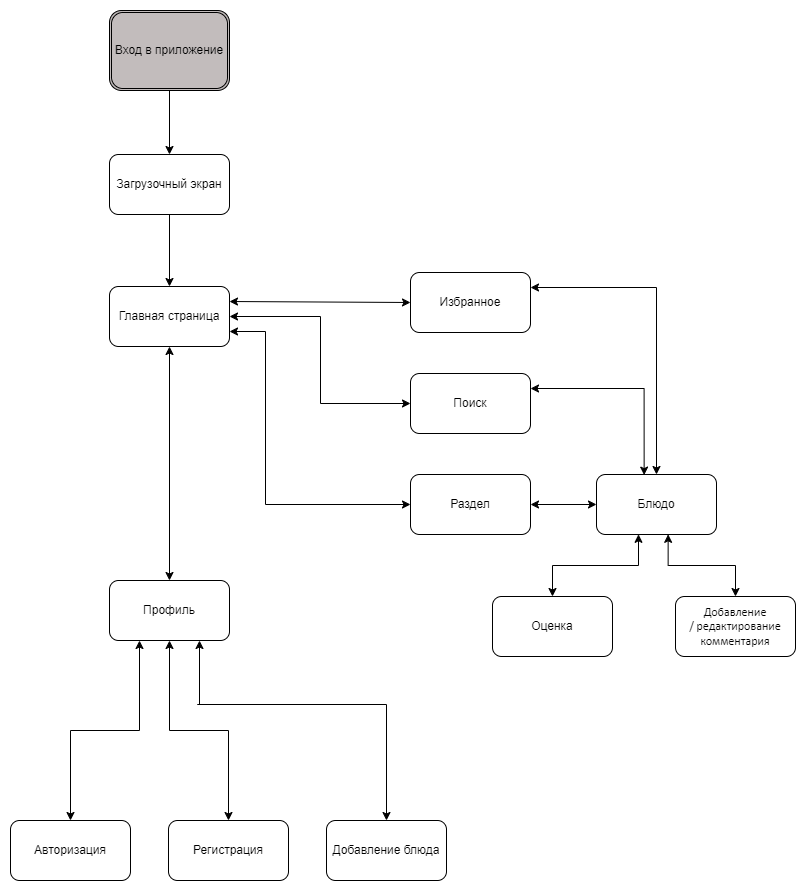 Вход в приложение
Загрузочный экран
Главная страница
Избранное
Поиск
Раздел
Блюдо
Оценка
Добавление
/ редактирование
комментария
Профиль
Авторизация
Регистрация
Добавление блюда